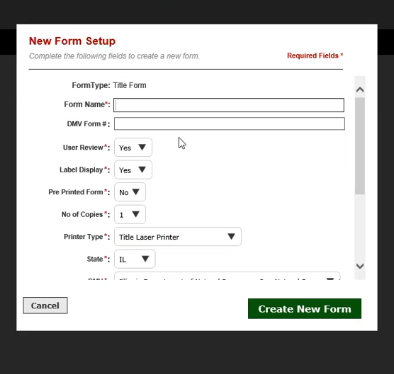 New Form Setup
Complete the following fields to create a new form.
Required Fields *
FormType: Title Form
Form Name*:
DMV Form #:
User Review*: Yes
Label Display*: Yes
Pre Printed Form*: No
No of Copies*: 1
Printer Type*: Title Laser Printer
State*: IL
Cancel
Create New Form